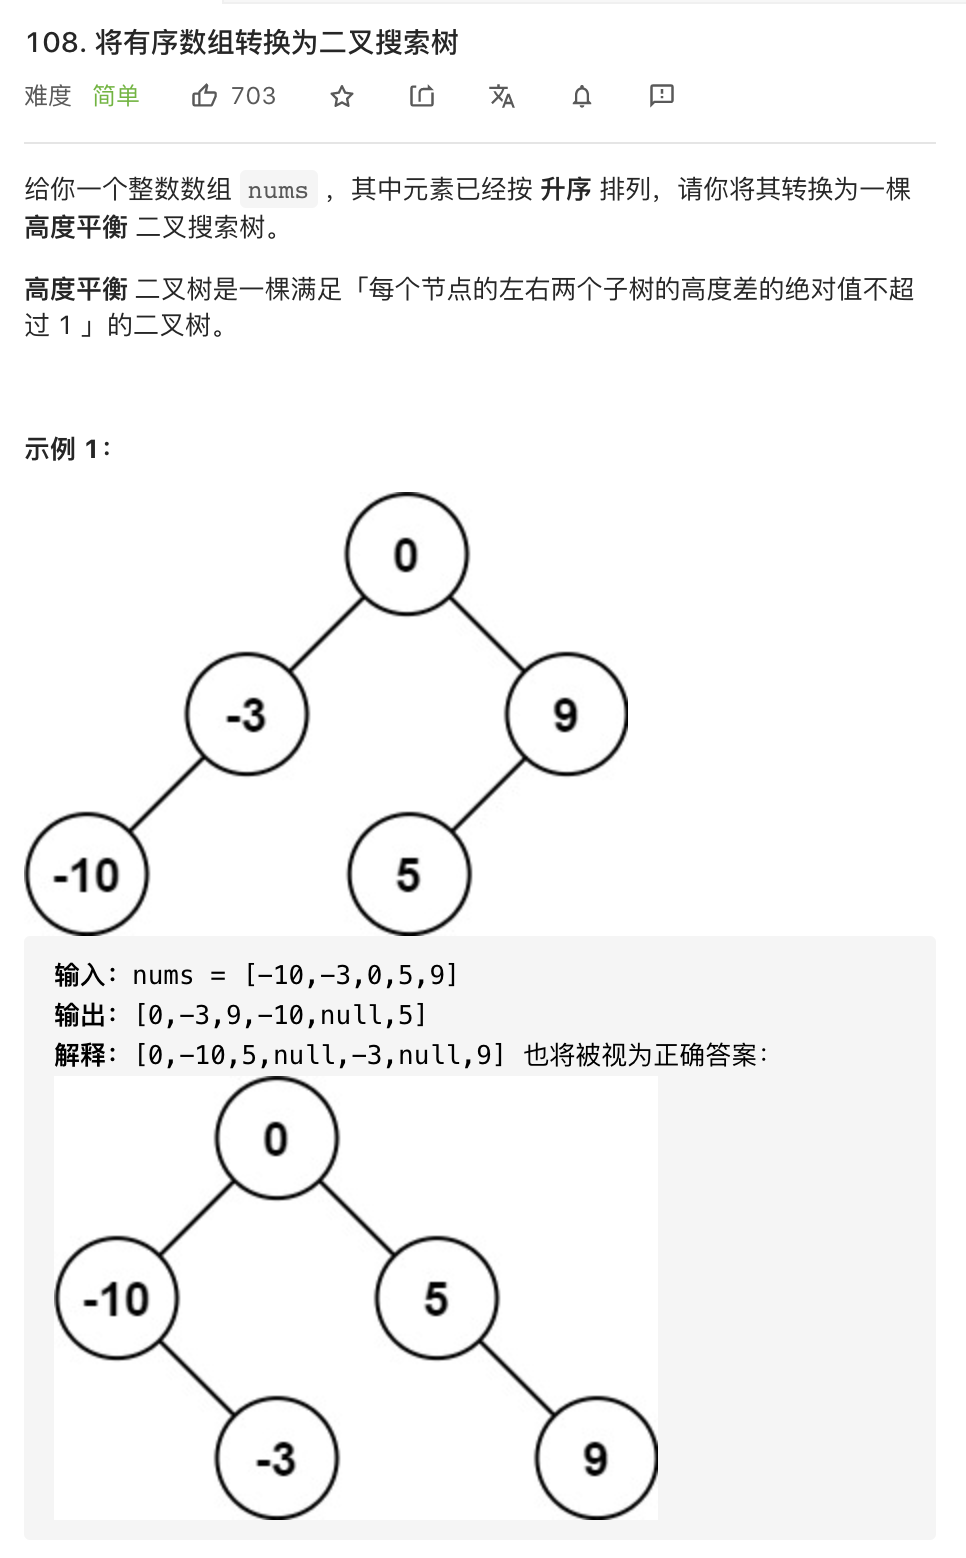 108. 将有序数组转换为二叉搜索树
难度 简单 703
给你一个整数数组 nums ，其中元素已经按 升序 排列，请你将其转换为一棵
高度平衡 二叉搜索树。
高度平衡 二叉树是一棵满足「每个节点的左右两个子树的高度差的绝对值不超
过 1 」的二叉树。
示例 1：
0
-3 9
-10 5
输入：nums = [-10,-3,0,5,9]
输出：[0,-3,9,-10,null,5]
解释：[0,-10,5,null,-3,null,9] 也将被视为正确答案：
0
-10 5
-3 9